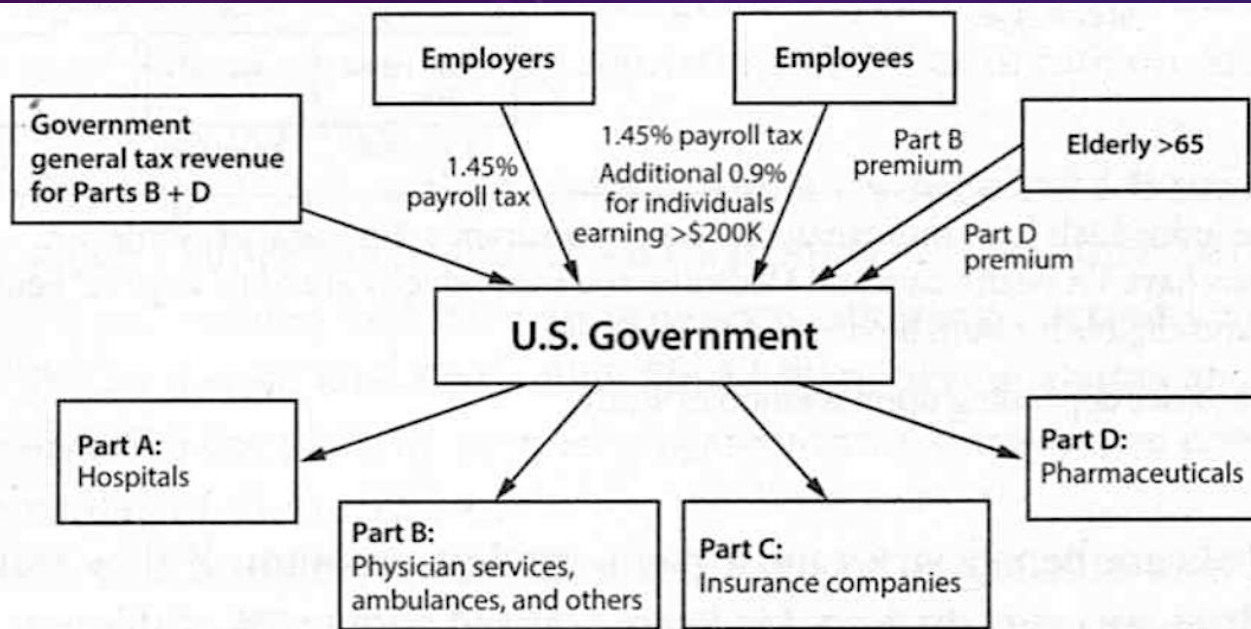 Employers
Employees
Government
general tax revenue
for Parts B + D
Elderly >65
1.45%
payroll tax
1.45% payroll tax
Additional 0.9%
for individuals
earning >$200K
Part B
premium
Part D
premium
U.S. Government
Part A:
Hospitals
Part B:
Physician services,
ambulances, and others
Part C:
Insurance companies
Part D:
Pharmaceuticals